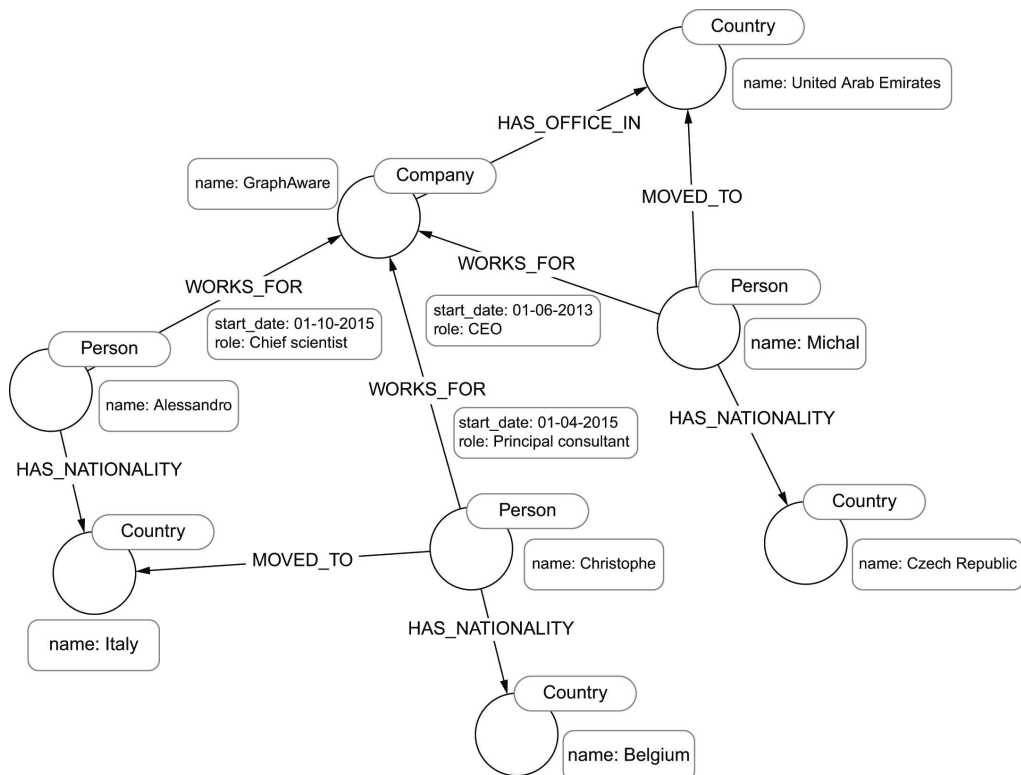 Country
name: United Arab Emirates
HAS_OFFICE_IN
Company
name: GraphAware
MOVED_TO
WORKS_FOR
WORKS_FOR
Person
start_date: 01-10-2015
role: Chief scientist
start_date: 01-06-2013
role: CEO
name: Michal
Person
name: Alessandro
WORKS_FOR
start_date: 01-04-2015
role: Principal consultant
HAS_NATIONALITY
HAS_NATIONALITY
Person
Country
Country
name: Christophe
name: Czech Republic
MOVED_TO
name: Italy
HAS_NATIONALITY
Country
name: Belgium